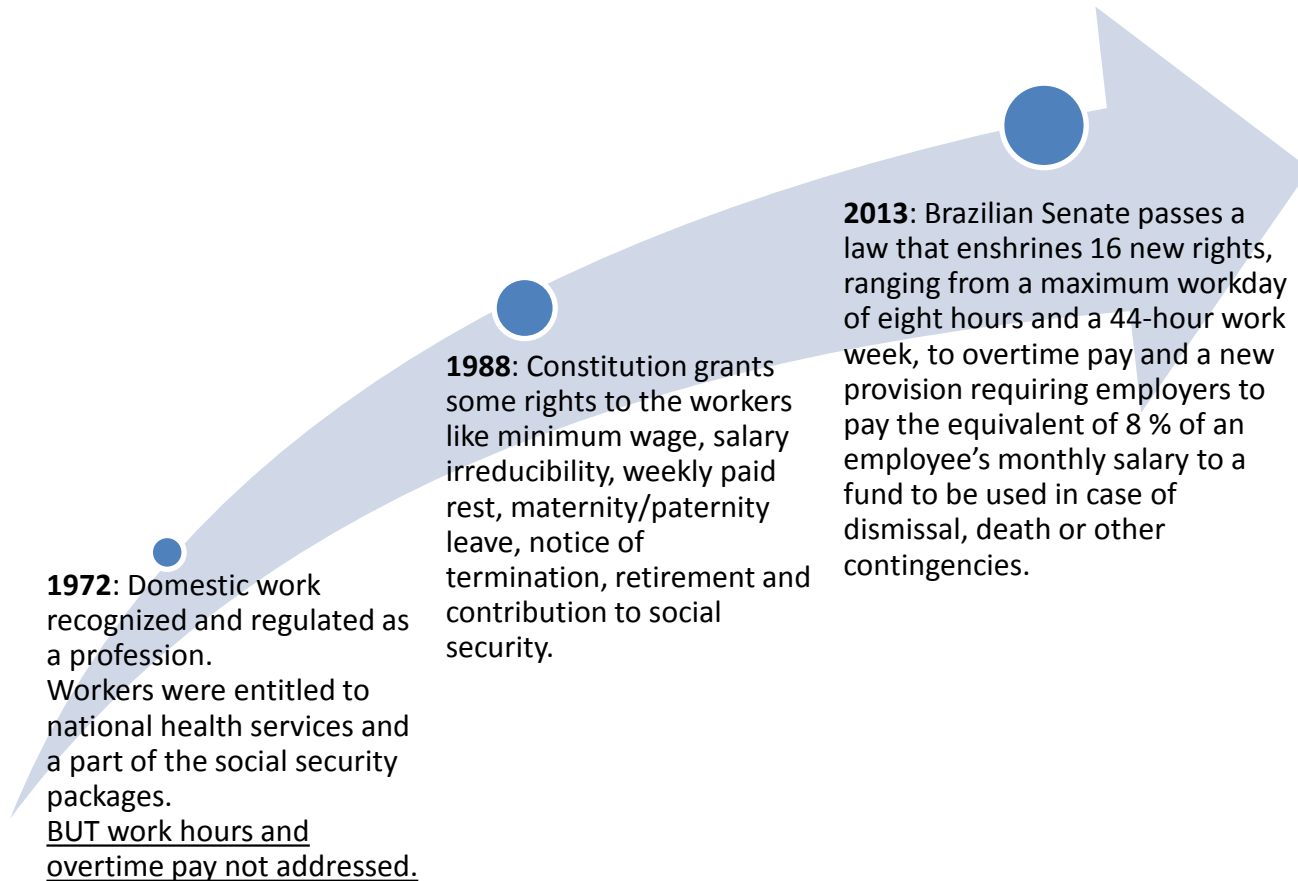 1972: Domestic work
recognized and regulated as
a profession.
Workers were entitled to
national health services and
a part of the social security
packages.
BUT work hours and
overtime pay not addressed.
1988: Constitution grants
some rights to the workers
like minimum wage, salary
irreducibility, weekly paid
rest, maternity/paternity
leave, notice of
termination, retirement and
contribution to social
security.
2013: Brazilian Senate passes a
law that enshrines 16 new rights,
ranging from a maximum workday
of eight hours and a 44-hour work
week, to overtime pay and a new
provision requiring employers to
pay the equivalent of 8 % of an
employee’s monthly salary to a
fund to be used in case of
dismissal, death or other
contingencies.